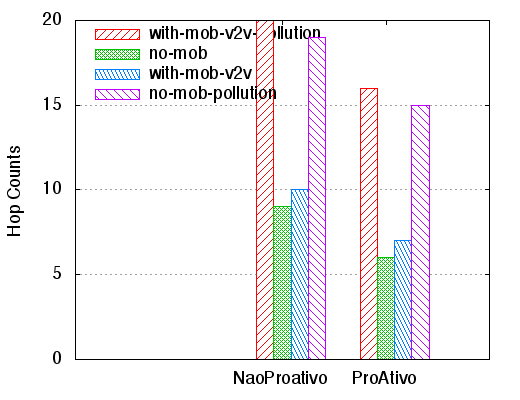 20
with-mob-v2v-pollution
no-mob
with-mob-v2v
no-mob-pollution
15
Hop Counts
10
5
0
NaoProativo ProAtivo